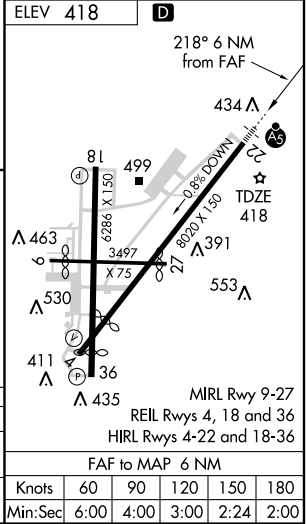 ELEV 418
D
218° 6 NM
from FAF
434
A5
22
18
P
499
0.8% DOWN
TDZE
418
6286 X 150
8020 X 150
463
3497
X 75
9
27
391
530
553
V
4
411
P
36
435
MIRL Rwy 9-27
REIL Rwys 4, 18 and 36
HIRL Rwys 4-22 and 18-36
FAF to MAP 6 NM
Knots 60 90 120 150 180
Min:Sec 6:00 4:00 3:00 2:24 2:00